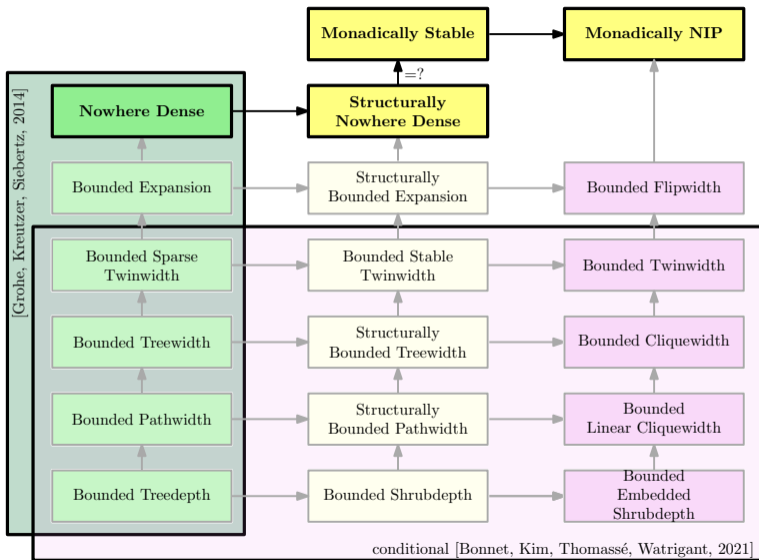 Monadically Stable
Monadically NIP
=?
[Grohe, Kreutzer, Siebertz, 2014]
Nowhere Dense
Structurally
Nowhere Dense
Bounded Expansion
Structurally
Bounded Expansion
Bounded Flipwidth
Bounded Sparse
Twinwidth
Bounded Stable
Twinwidth
Bounded Twinwidth
Bounded Treewidth
Structurally
Bounded Treewidth
Bounded Cliquewidth
Bounded Pathwidth
Structurally
Bounded Pathwidth
Bounded
Linear Cliquewidth
Bounded Treedepth
Bounded Shrubdepth
Bounded
Embedded
Shrubdepth
conditional [Bonnet, Kim, Thomassé, Watrigant, 2021]